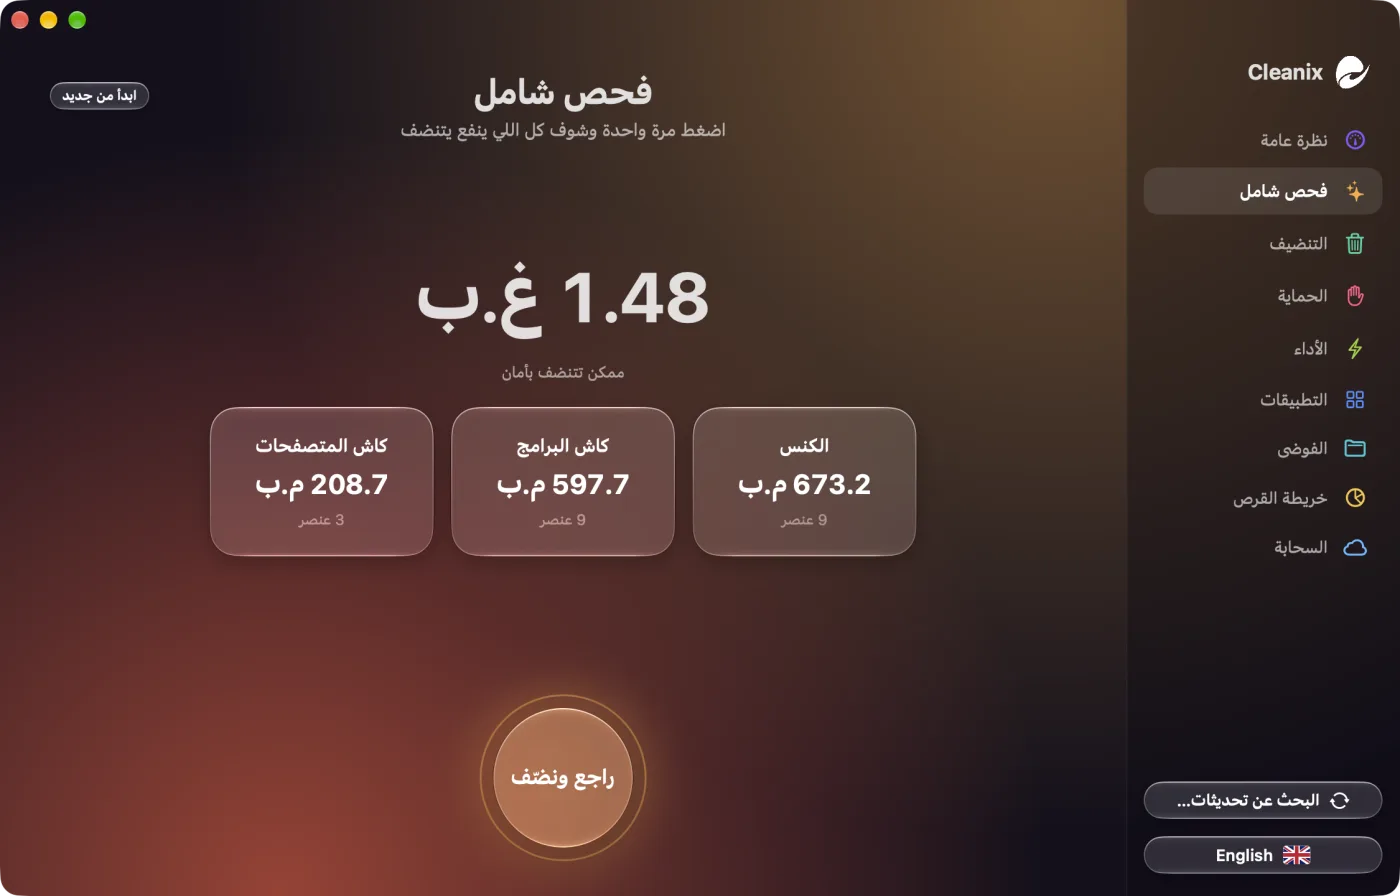 Cleanix
نظرة عامة
فحص شامل
التنضيف
الحماية
الأداء
التطبيقات
الفوضى
خريطة القرص
السحابة
البحث عن تحديثات...
English
ابدأ من جديد
فحص شامل
اضغط مرة واحدة وشوف كل اللي ينفع يتنضف
1.48 غ.ب
ممكن تتنضف بأمان
الكنس
673.2 م.ب
9 عنصر
كاش البرامج
597.7 م.ب
9 عنصر
كاش المتصفحات
208.7 م.ب
3 عنصر
راجع ونضّف